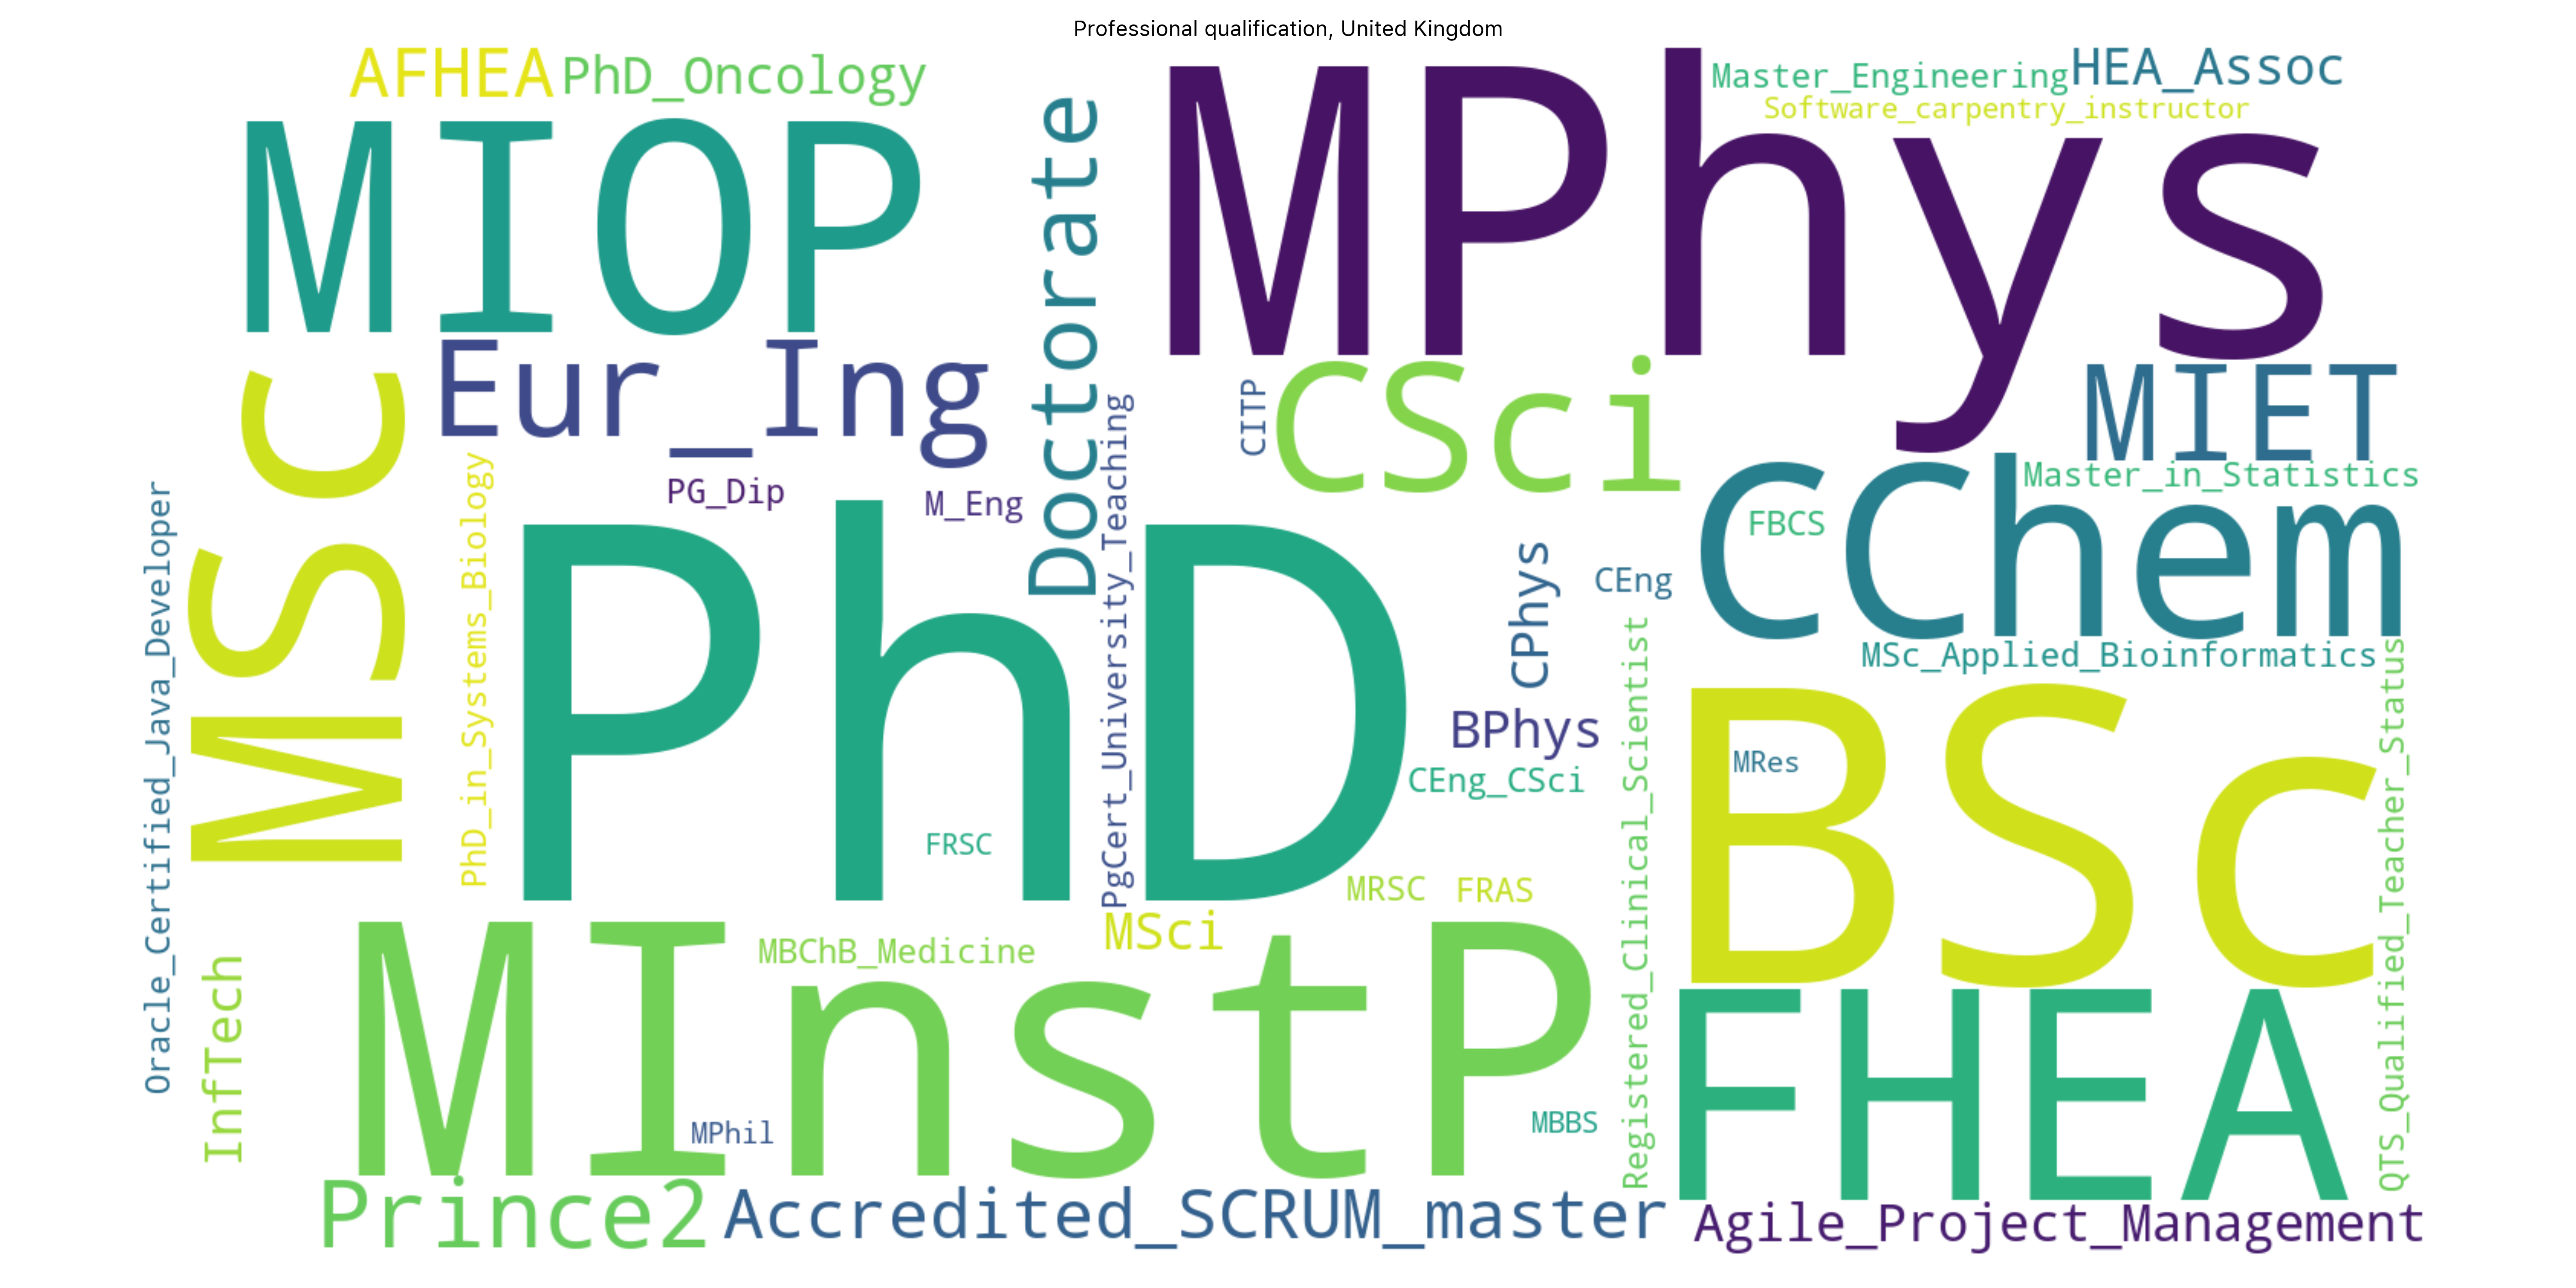 Professional qualification, United Kingdom
AFHEA
PhD_Oncology
MPhys
Master_Engineering
HEA_Assoc
Software_carpentry_instructor
MIOP
Doctorate
Eur_Ing
CITP
CSci
MIET
MSc
PG_Dip
M_Eng
PgCert_University_Teaching
CChem
Master_in_Statistics
FBCS
Oracle_Certified_Java_Developer
PhD_in_Systems_Biology
PhD
CPhys
CEng
MSc_Applied_Bioinformatics
BPhys
CEng_CSci
Registered_Clinical_Scientist
BSc
MRes
QTS_Qualified_Teacher_Status
FRSC
MRSC
FRAS
MSci
MBChB_Medicine
InfTech
MInstP
MPhil
MBBS
FHEA
Prince2
Accredited_SCRUM_master
Agile_Project_Management